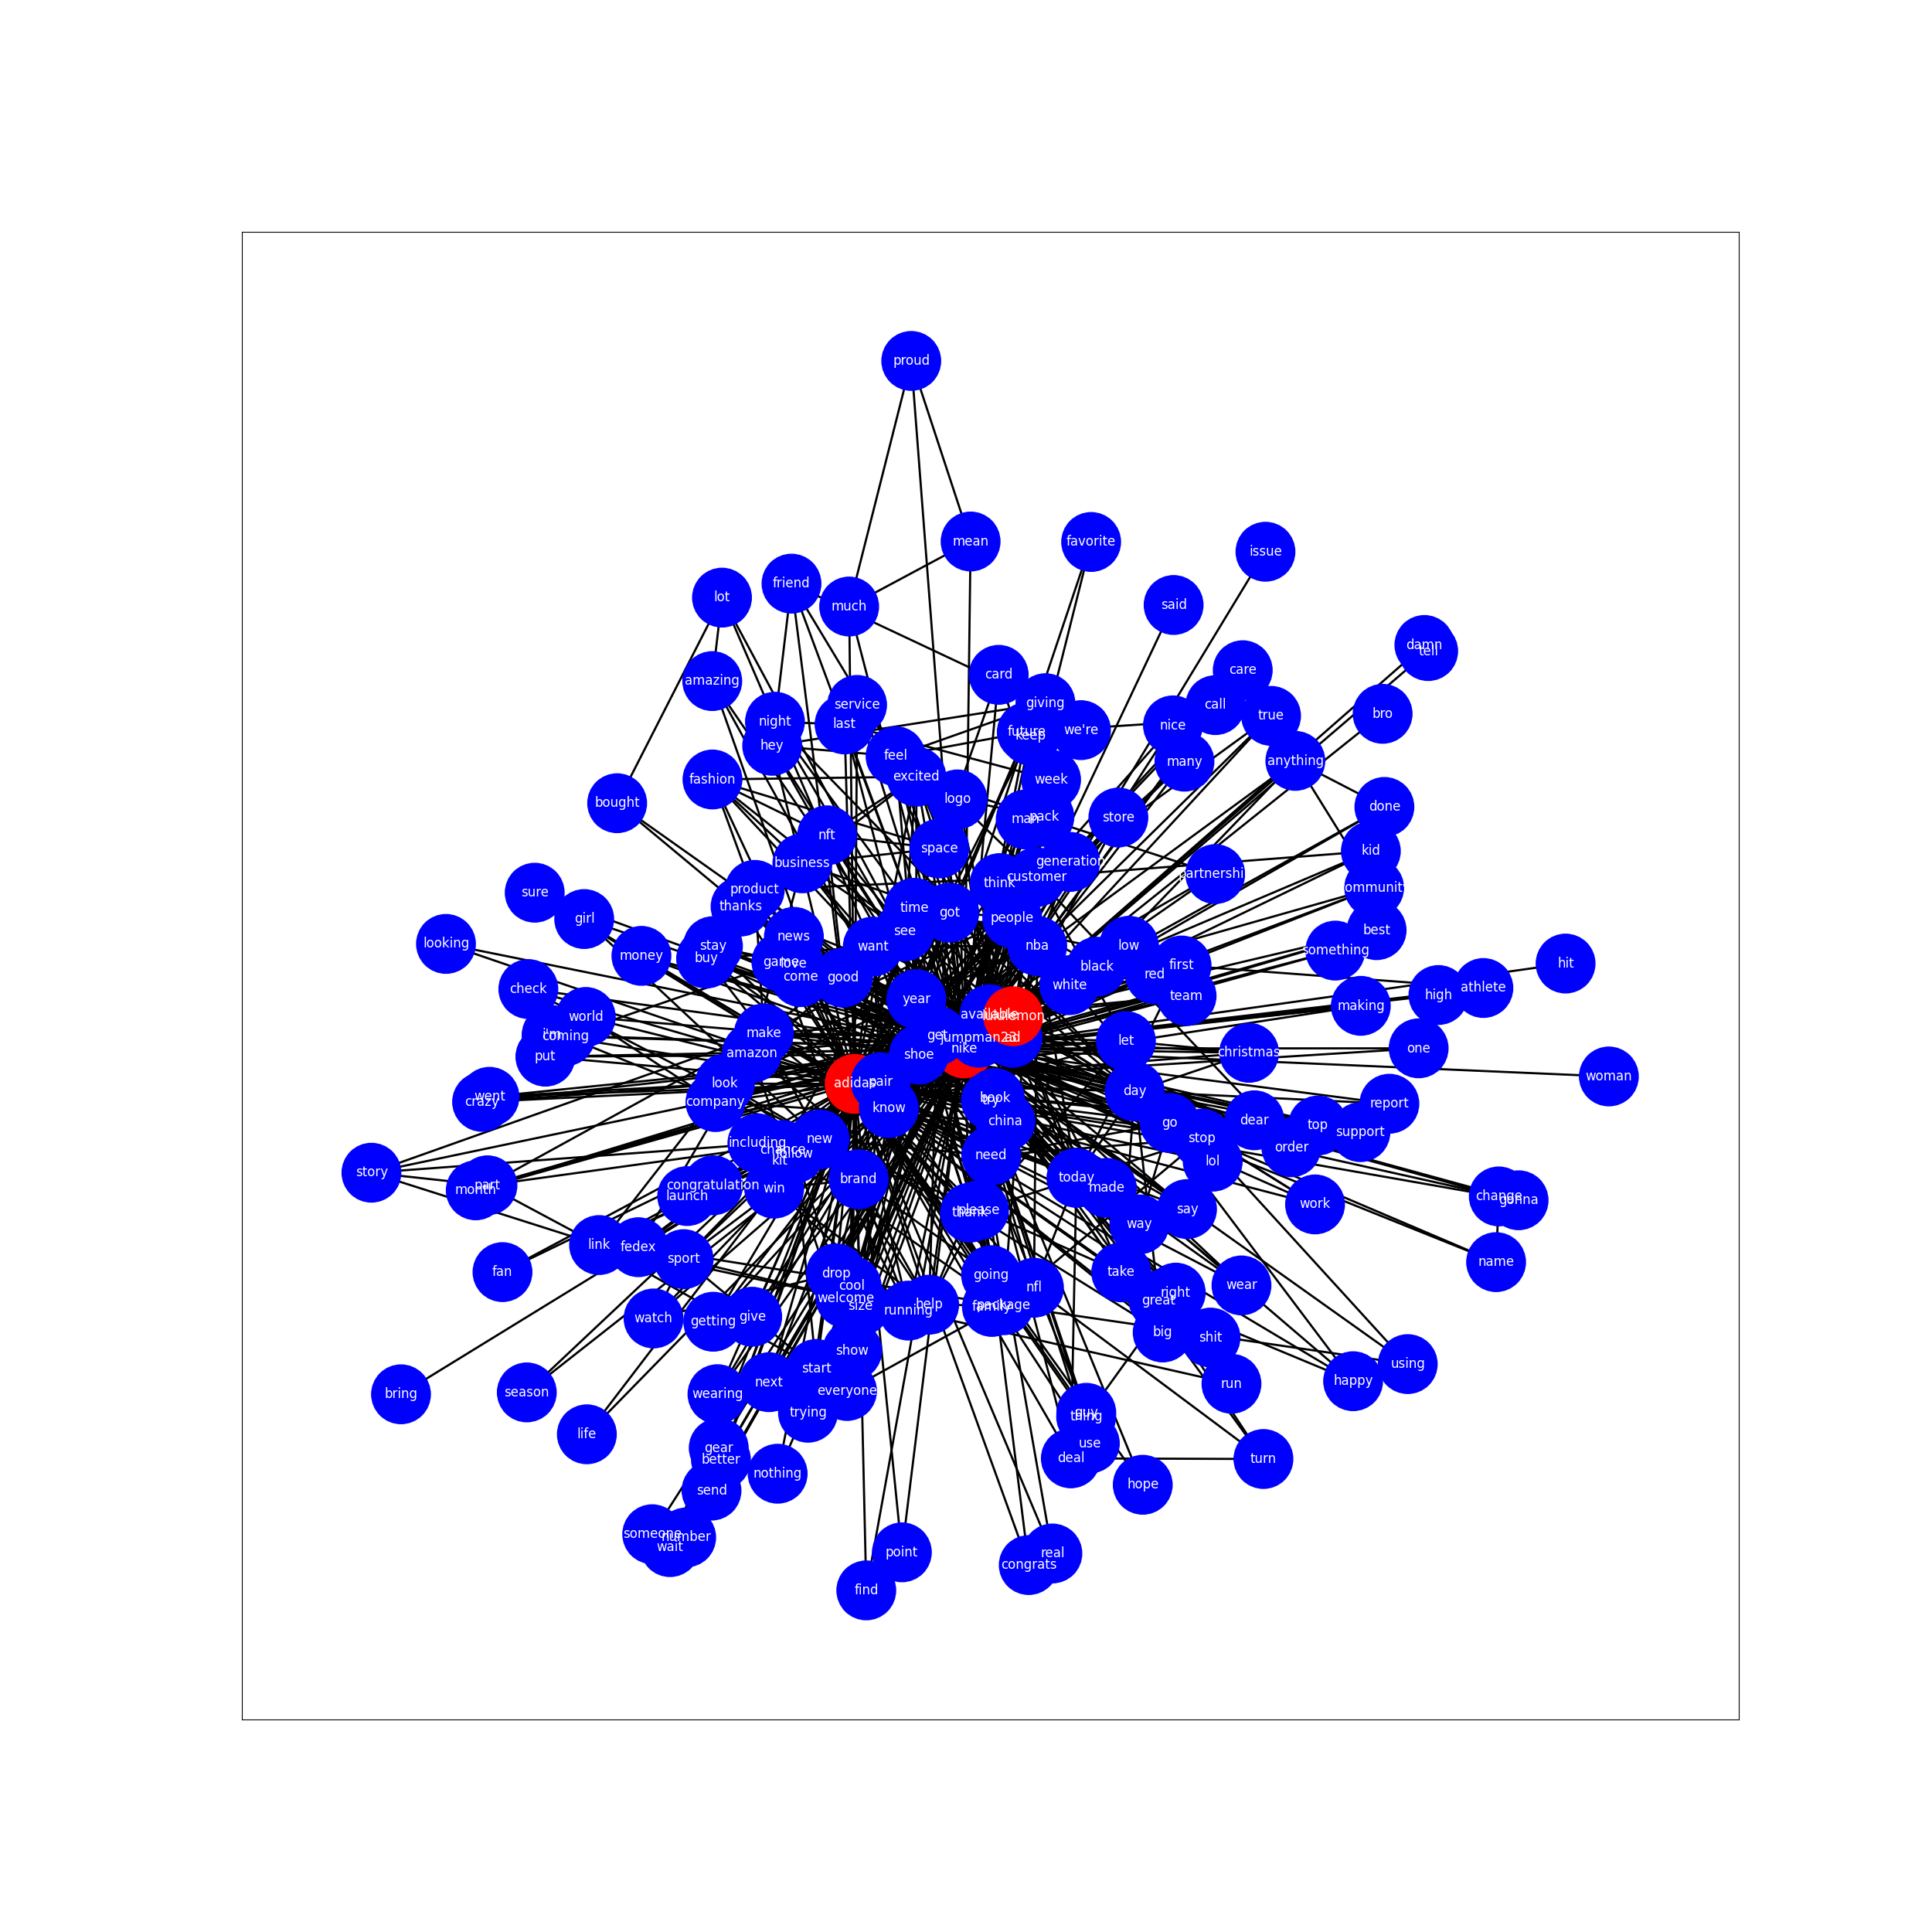 proud
mean
favorite
issue
friend
lot
much
said
damn
tell
care
card
amazing
giving
service
call
bro
true
night
last
nice
future
keep
we're
hey
feel
many
anything
excited
fashion
week
logo
bought
done
man
pack
store
nft
space
kid
business
generation
customer
partnershi
think
product
community
sure
thanks
time
got
people
girl
see
best
news
looking
stay
want
nba
low
something
buy
money
game
love
black
red
first
hit
come
good
white
check
high
athlete
team
year
making
world
available
lululemon
i'm
coming
make
get
jumpman23
ad
let
nike
one
christmas
put
amazon
shoe
woman
look
adidas
pair
day
went
crazy
company
know
book
try
report
china
go
dear
top
support
including
new
stop
chance
follow
order
need
kit
lol
story
brand
today
part
month
congratulation
launch
win
made
change
gonna
work
thank
please
say
way
link
fedex
sport
name
fan
drop
going
take
cool
nfl
wear
welcome
right
great
size
running
help
family
package
watch
getting
give
big
shit
show
using
start
next
happy
run
bring
season
wearing
everyone
trying
guy
thing
life
use
gear
better
deal
turn
nothing
hope
send
someone
number
wait
point
real
congrats
find